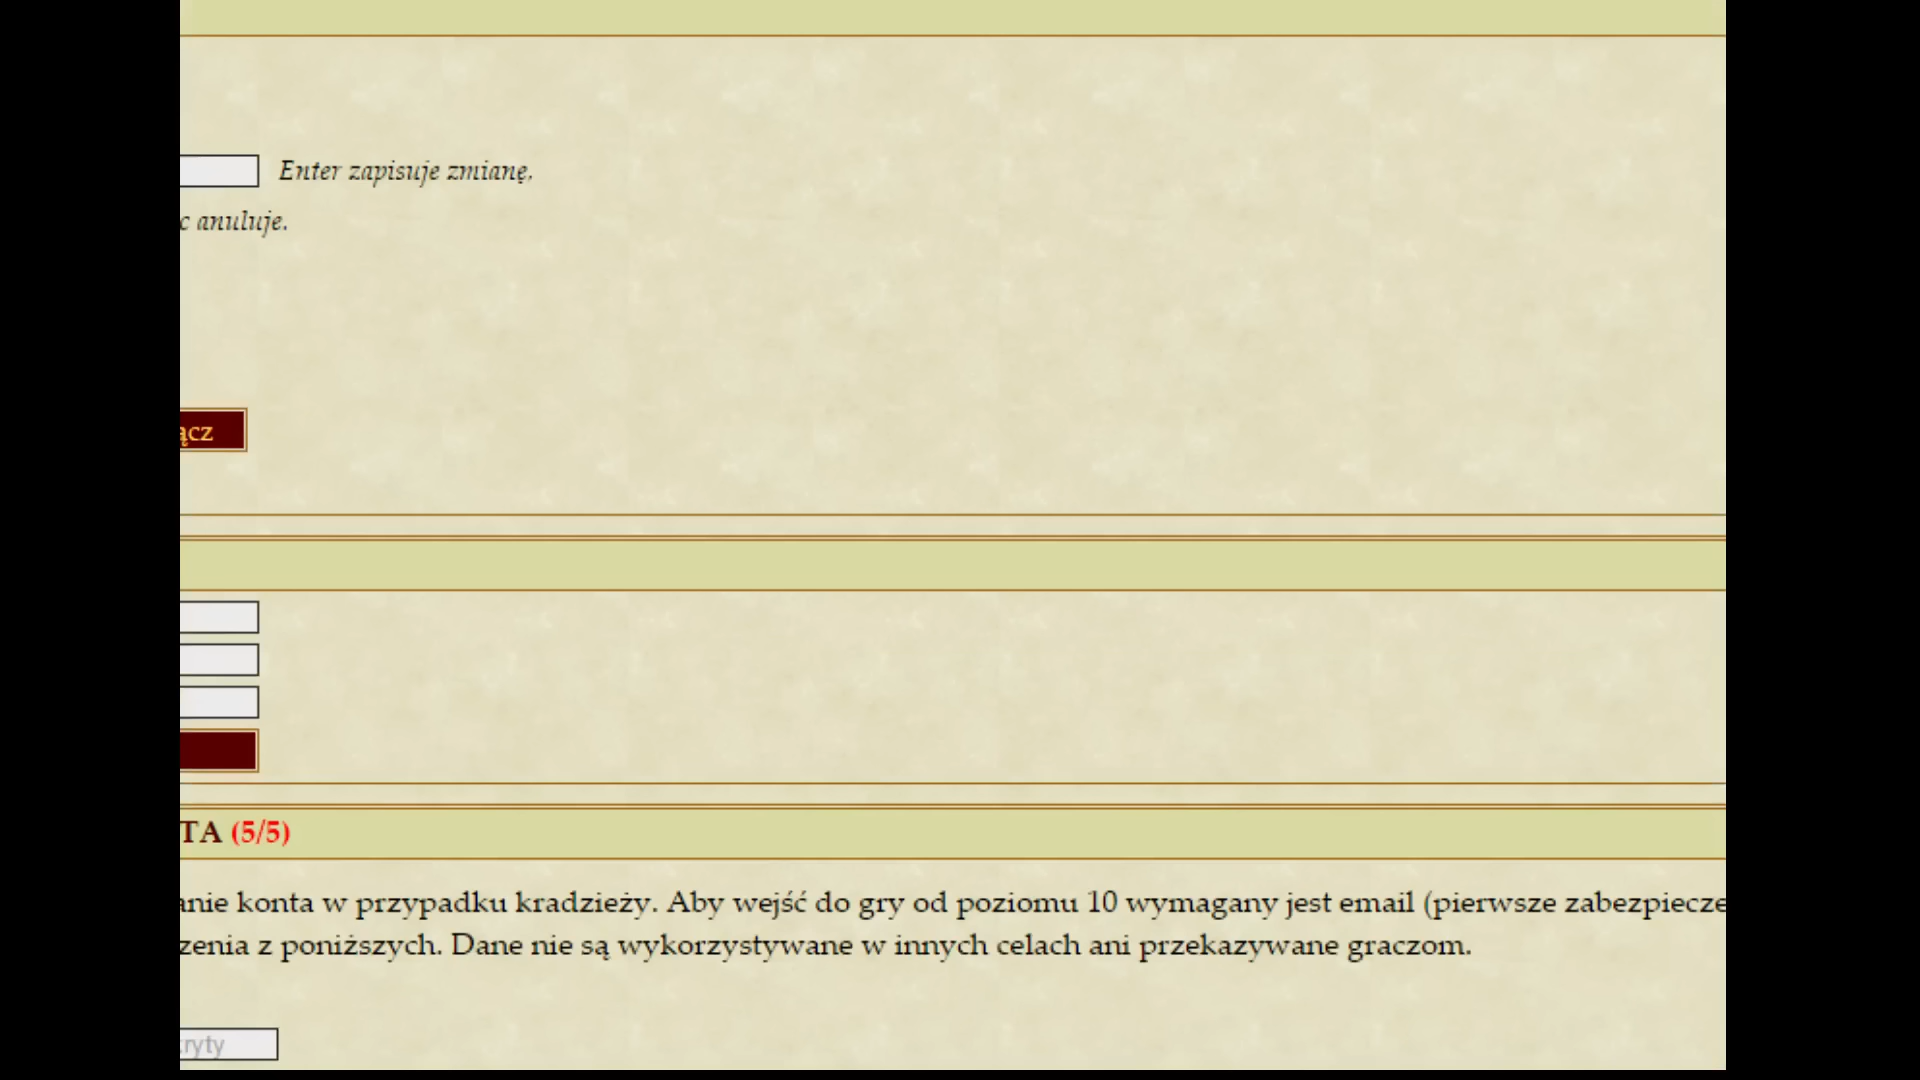 Enter zapisuje zmianę.
c anuluje.
ącz
TA (5/5)
anie konta w przypadku kradzieży. Aby wejść do gry od poziomu 10 wymagany jest email (pierwsze zabezpiecze
zenia z poniższych. Dane nie są wykorzystywane w innych celach ani przekazywane graczom.
ryty